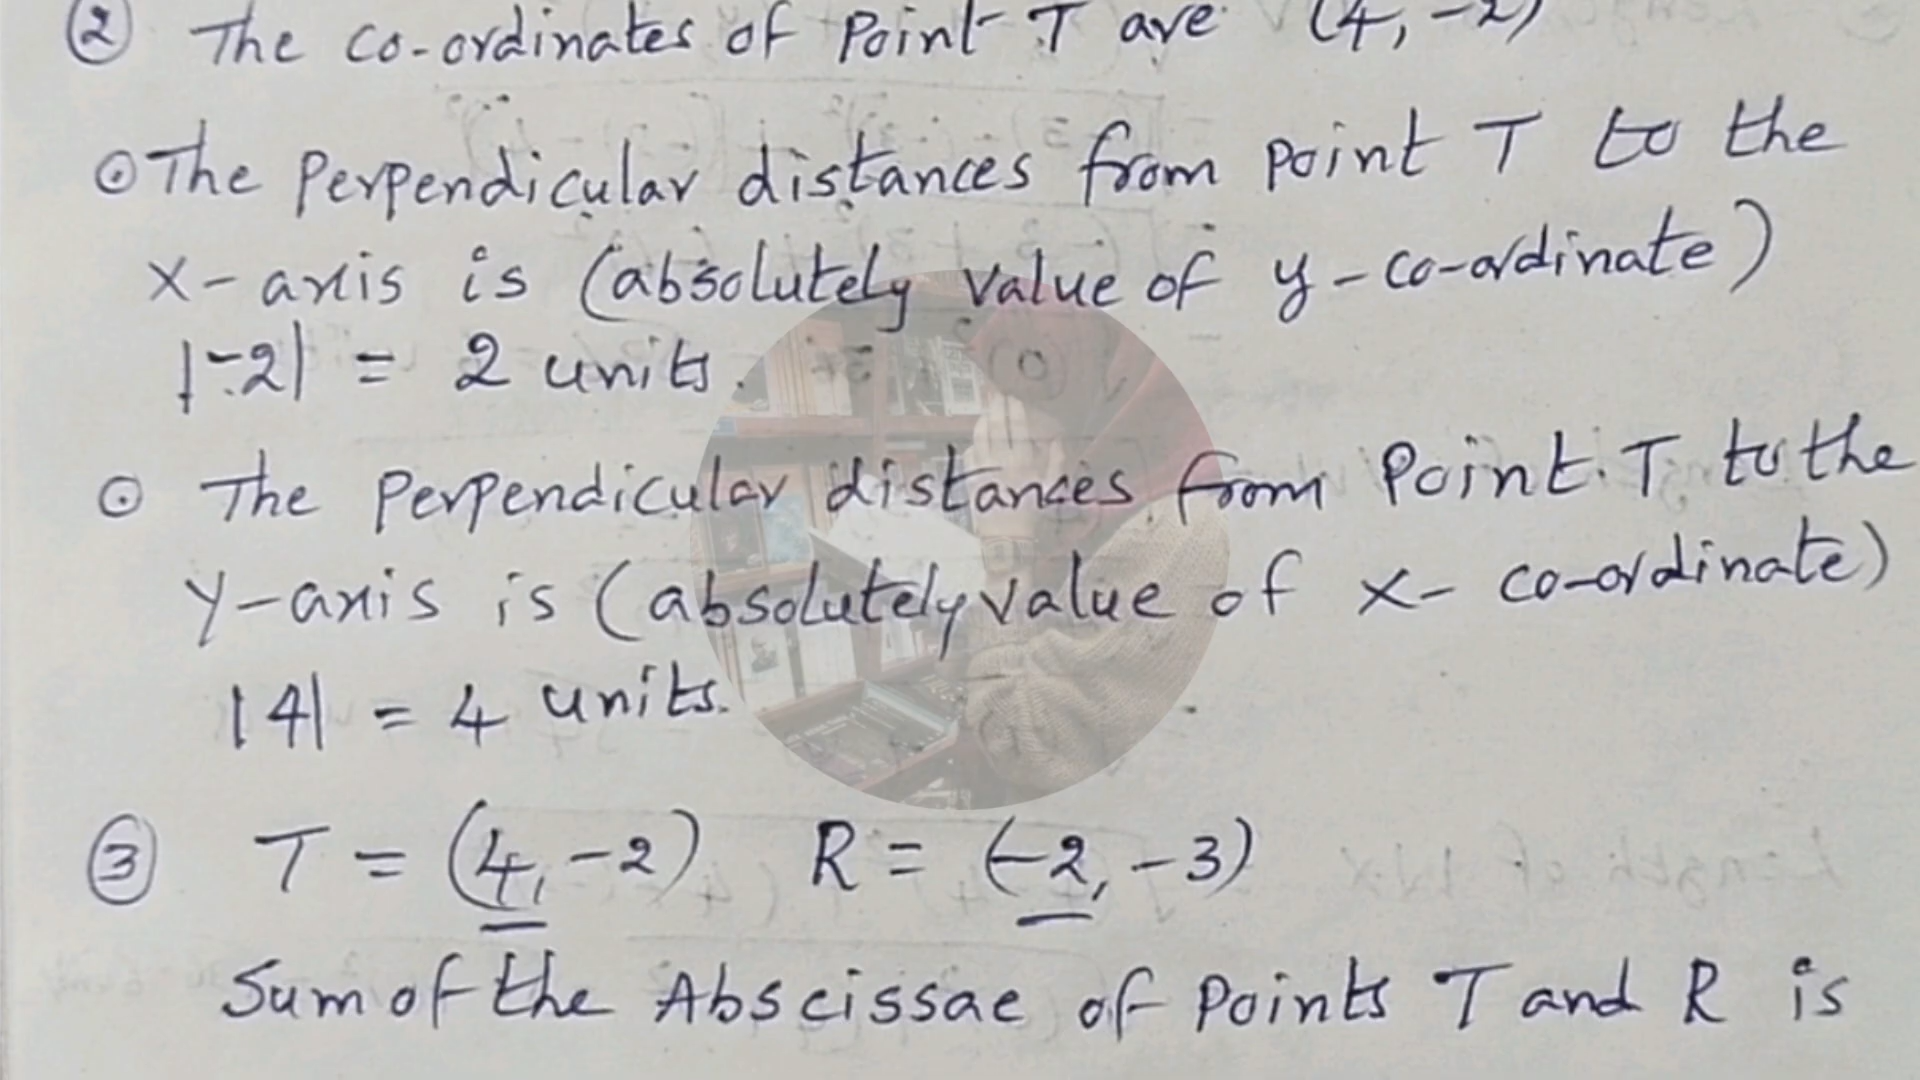 ② The co-ordinates of Point T are (4, -2)
⊙ The Perpendicular distances from point T to the
X-axis is (absolutely value of y-co-ordinate)
|-2| = 2 units.
⊙ The Perpendicular distances from Point T to the
Y-axis is (absolutely value of x- co-ordinate)
|4| = 4 units.
③ T = (4, -2) R = (-2, -3)
Sum of the Abscissae of Points T and R is